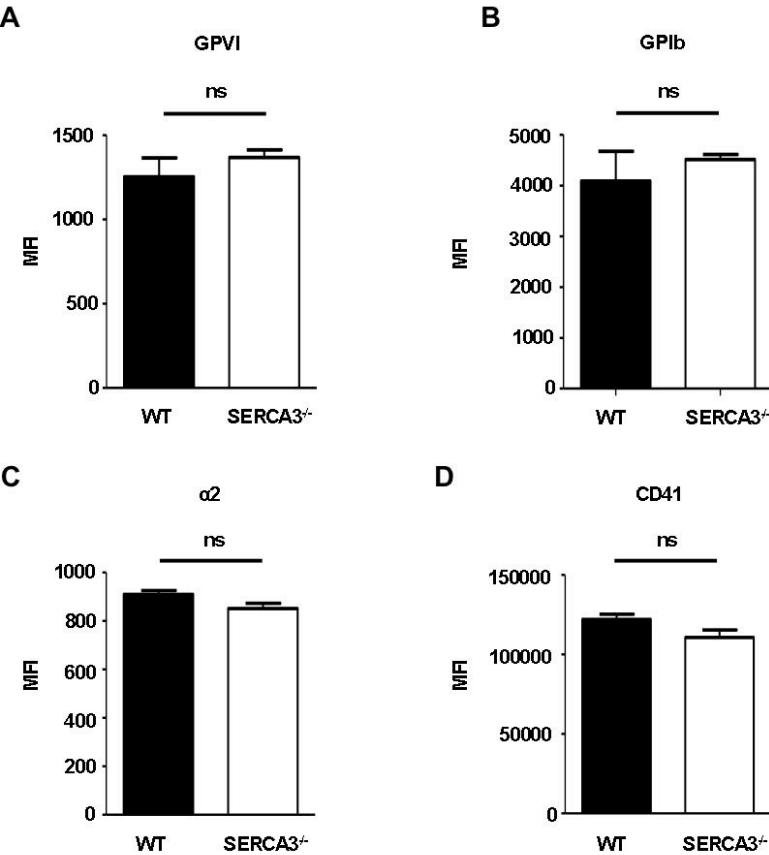 A
GPVI
ns
1500
1000
500
0
MFI
WT SERCA3-/-
B
GPIb
ns
5000
4000
3000
2000
1000
0
MFI
WT SERCA3-/-
C
α2
ns
1000
800
600
400
200
0
MFI
WT SERCA3-/-
D
CD41
ns
150000
100000
50000
0
MFI
WT SERCA3-/-